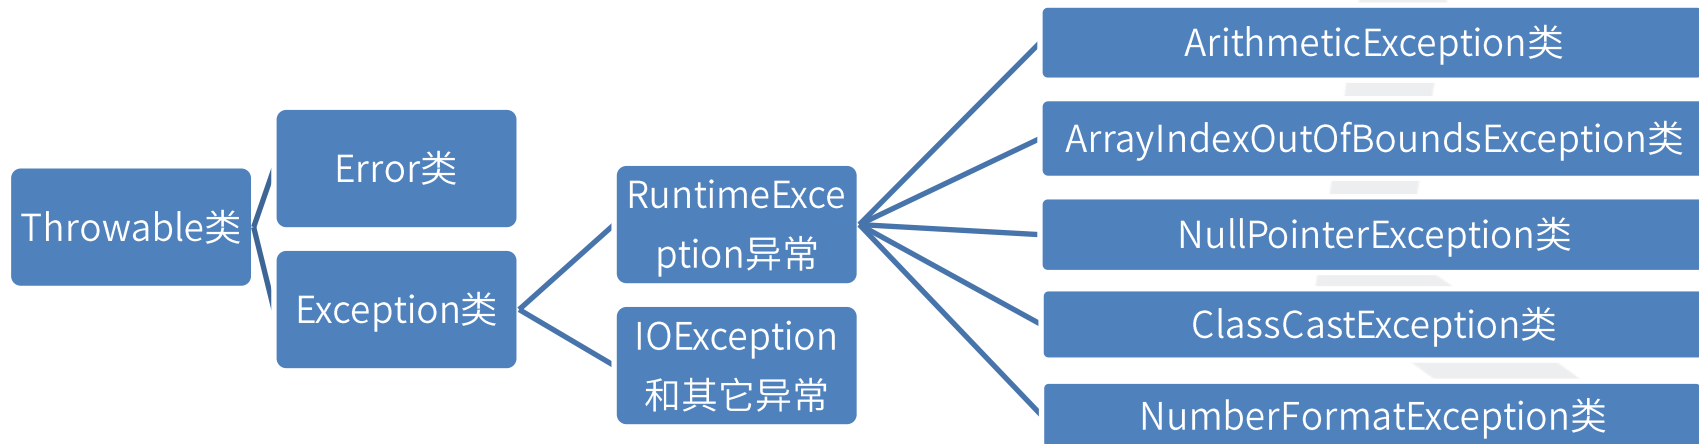 Throwable类
Error类
Exception类
RuntimeExce
ption异常
IOException
和其它异常
ArithmeticException类
ArrayIndexOutOfBoundsException类
NullPointerException类
ClassCastException类
NumberFormatException类